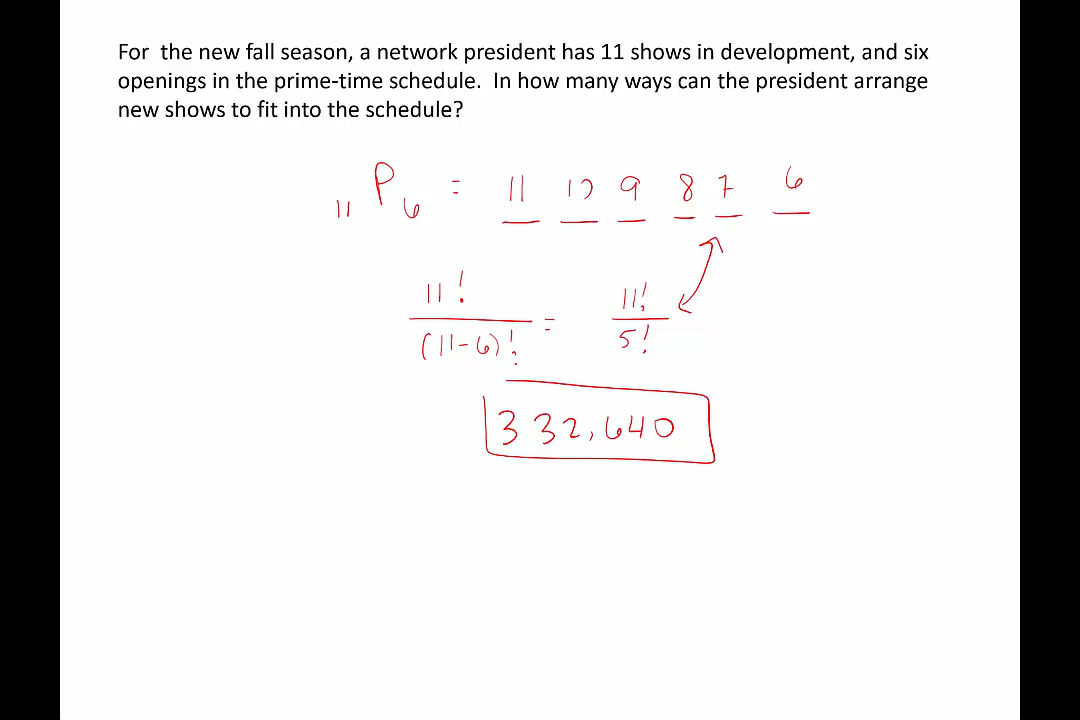 For the new fall season, a network president has 11 shows in development, and six
openings in the prime-time schedule. In how many ways can the president arrange
new shows to fit into the schedule?
11 P 6 = 11 10 9 8 7 6
11! / (11-6)! = 11! / 5!
332,640